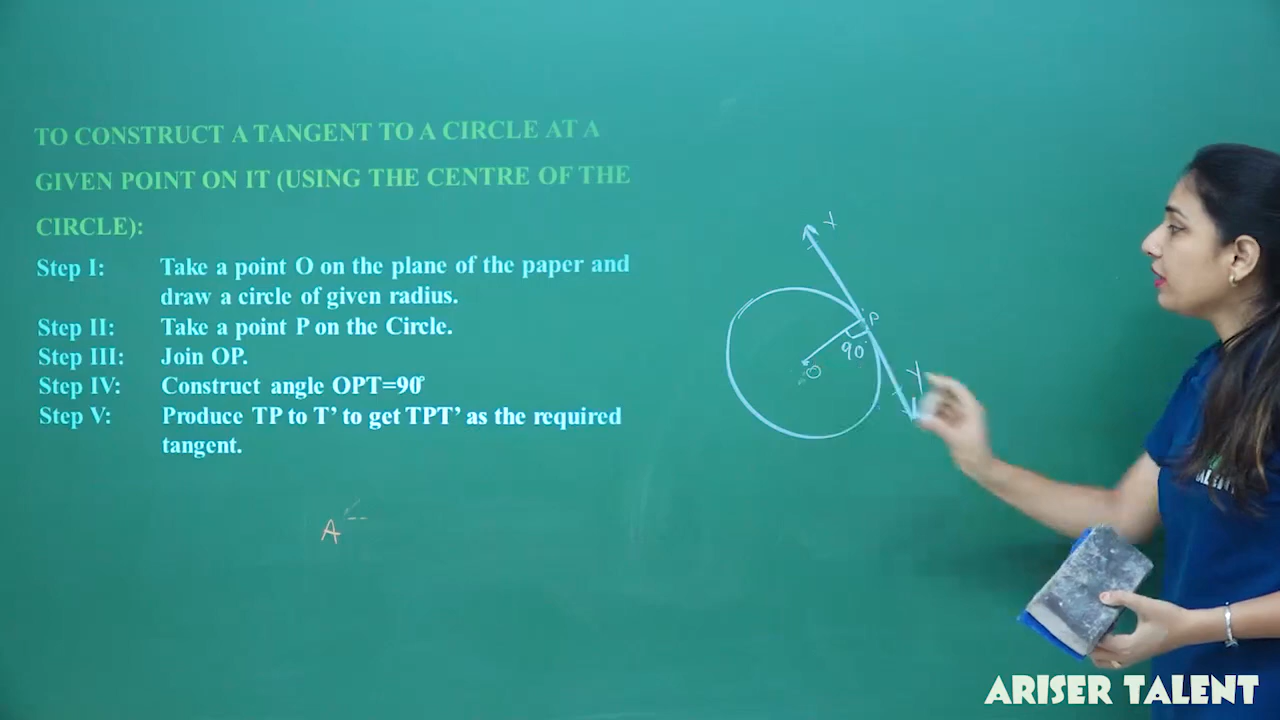 TO CONSTRUCT A TANGENT TO A CIRCLE AT A
GIVEN POINT ON IT (USING THE CENTRE OF THE
CIRCLE):
Step I: Take a point O on the plane of the paper and
draw a circle of given radius.
Step II: Take a point P on the Circle.
Step III: Join OP.
Step IV: Construct angle OPT=90°
Step V: Produce TP to T’ to get TPT’ as the required
tangent.
X
P
90°
O
Y
A
ARISER TALENT